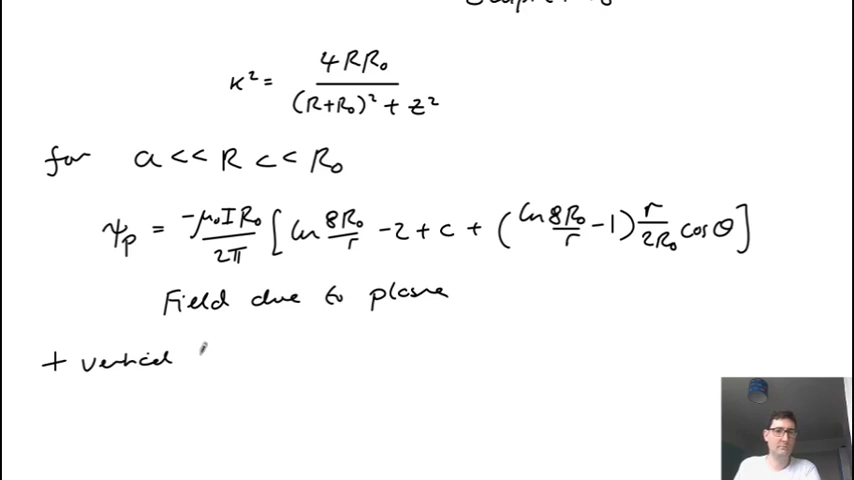 K² = 4RR₀ / (R+R₀)² + z²
for a << R << R₀
ψₚ = -μ₀IR₀ / 2π [ ln 8R₀/r - 2 + c + ( ln 8R₀/r - 1 ) r/2R₀ cos θ ]
Field due to plasma
+ vertical